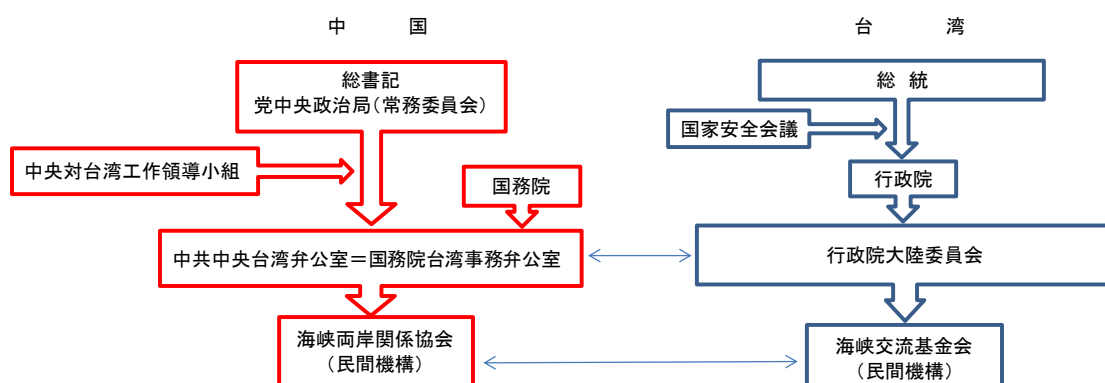 中　国
台　湾
総書記
党中央政治局（常務委員会）
総　統
国家安全会議
中央対台湾工作領導小組
国務院
行政院
中共中央台湾弁公室＝国務院台湾事務弁公室
行政院大陸委員会
海峡両岸関係協会
（民間機構）
海峡交流基金会
（民間機構）